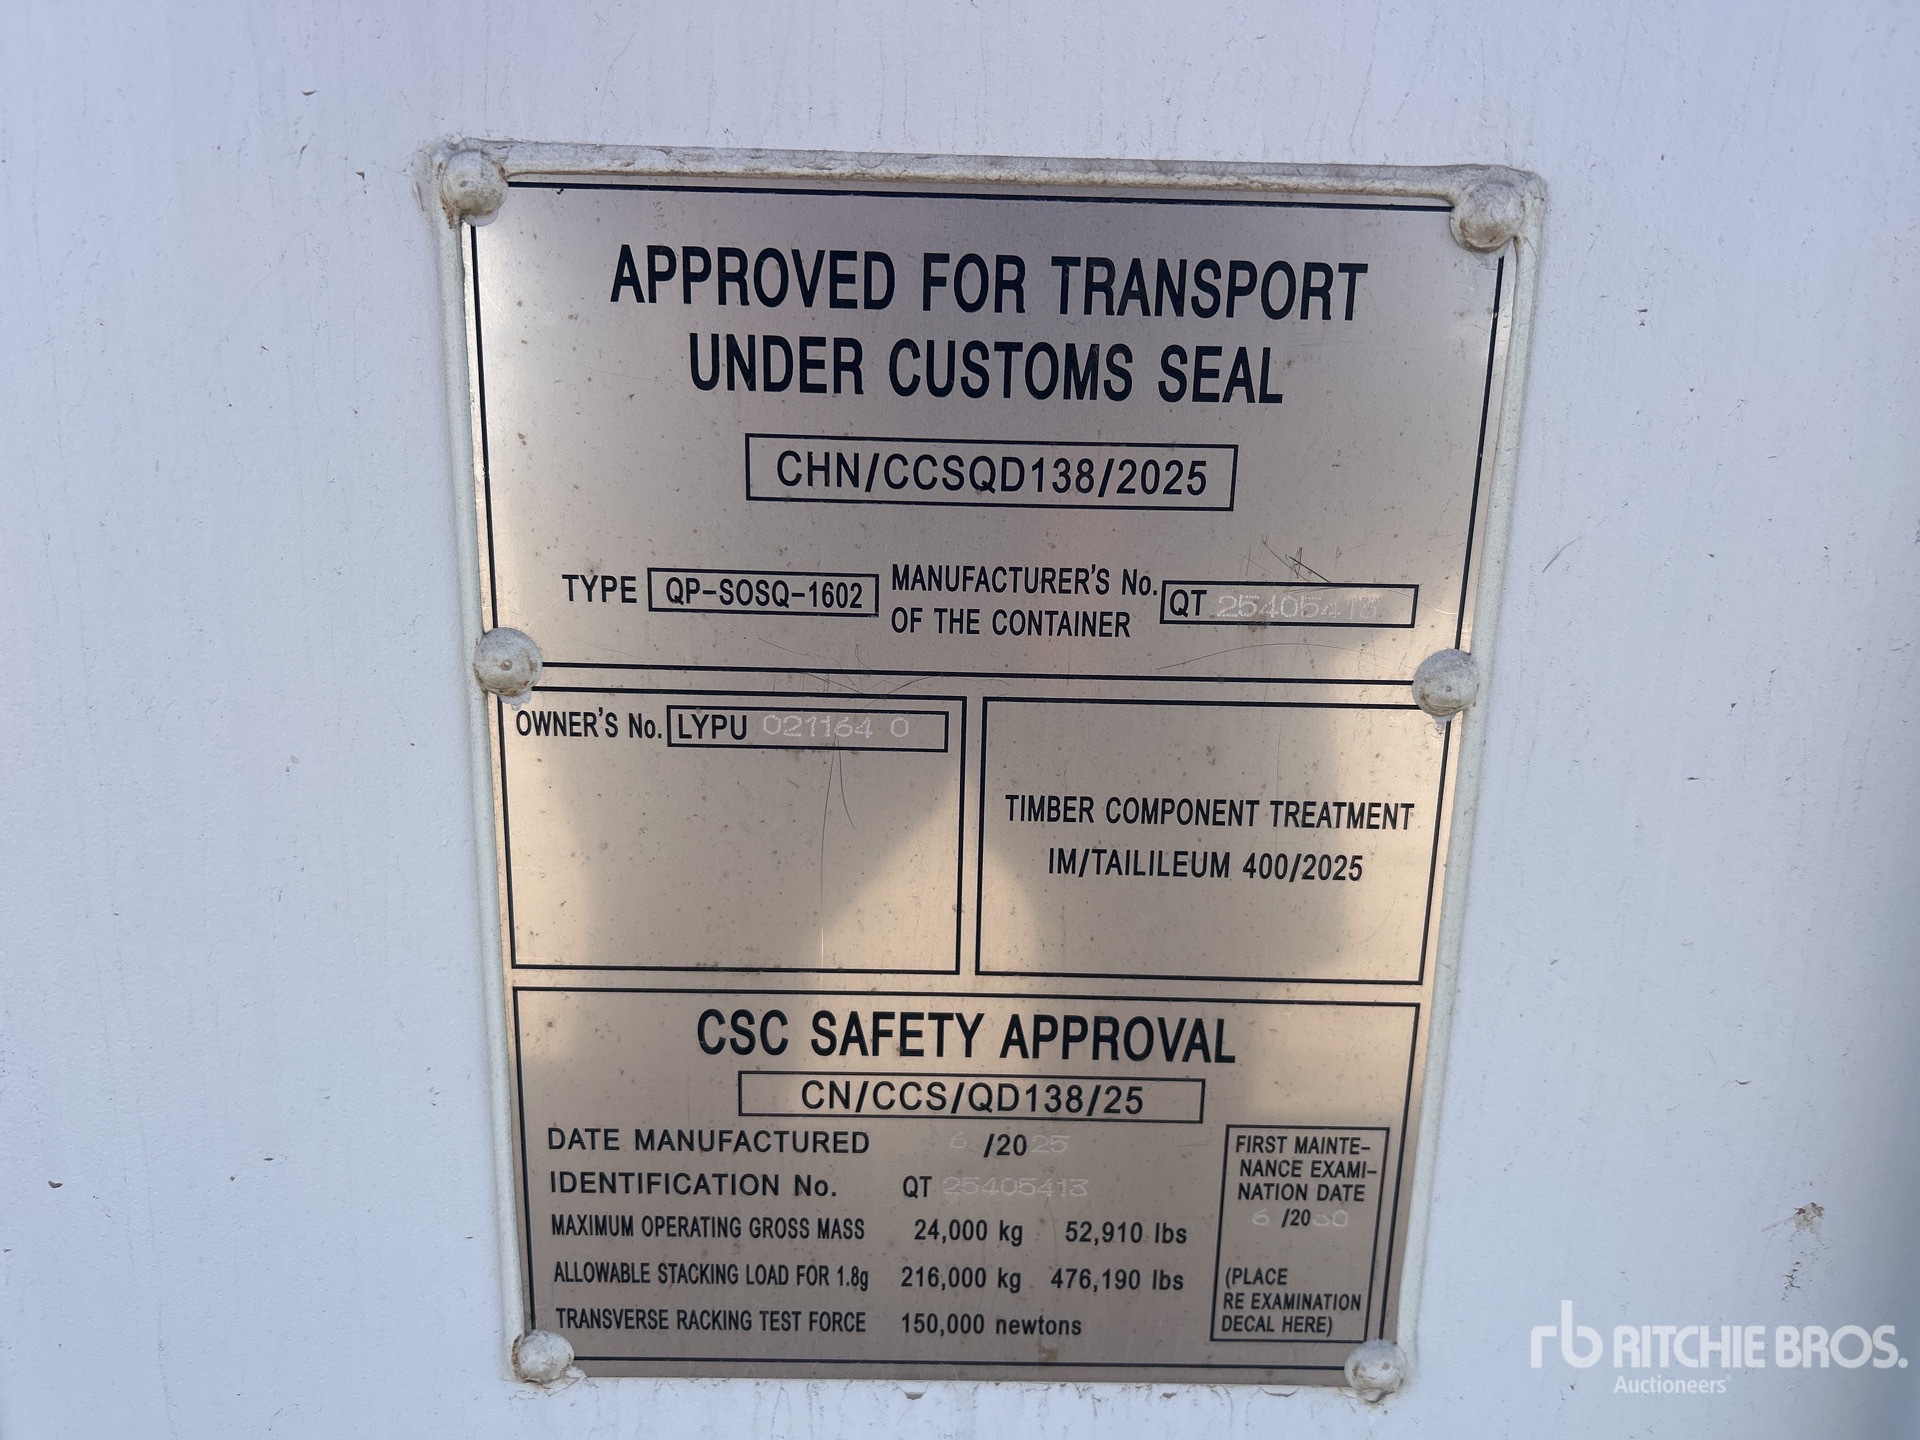 APPROVED FOR TRANSPORT
UNDER CUSTOMS SEAL
CHN/CCSQD138/2025
TYPE QP-SOSQ-1602 MANUFACTURER'S No. OF THE CONTAINER QT 25405413
OWNER'S No. LYPU 021164 0
TIMBER COMPONENT TREATMENT
IM/TAILILEUM 400/2025
CSC SAFETY APPROVAL
CN/CCS/QD138/25
DATE MANUFACTURED 6 /2025
IDENTIFICATION No. QT 25405413
MAXIMUM OPERATING GROSS MASS 24,000 kg 52,910 lbs
ALLOWABLE STACKING LOAD FOR 1.8g 216,000 kg 476,190 lbs
TRANSVERSE RACKING TEST FORCE 150,000 newtons
FIRST MAINTE-
NANCE EXAMI-
NATION DATE
6 /2030
(PLACE
RE EXAMINATION
DECAL HERE)
rb RITCHIE BROS.
Auctioneers